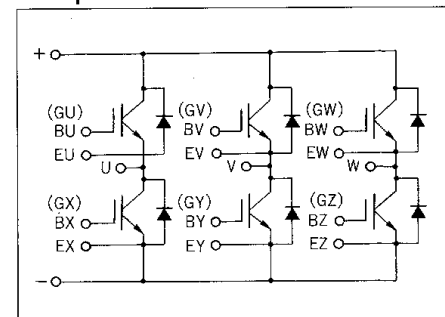 +
(GU) (GV) (GW)
BU BV BW
EU EV EW
U V W
(GX) (GY) (GZ)
BX BY BZ
EX EY EZ
−